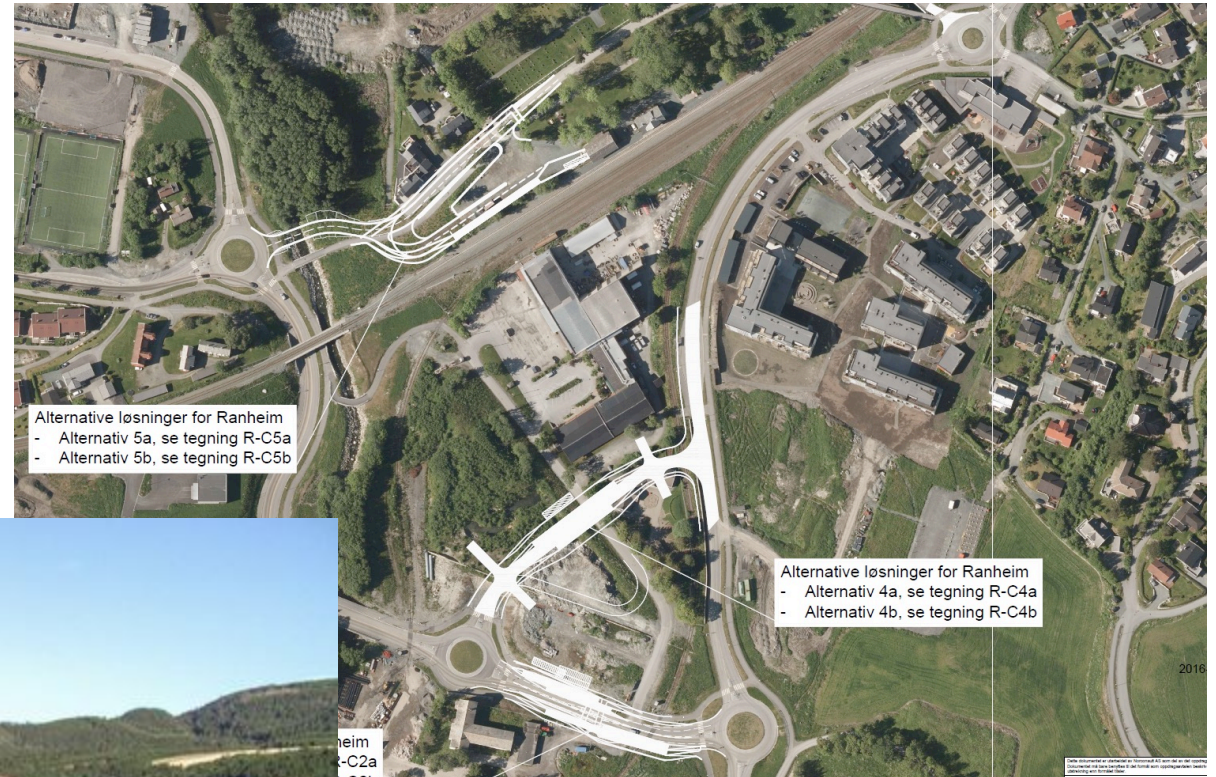 Alternative løsninger for Ranheim
- Alternativ 5a, se tegning R-C5a
- Alternativ 5b, se tegning R-C5b
Alternative løsninger for Ranheim
- Alternativ 4a, se tegning R-C4a
- Alternativ 4b, se tegning R-C4b
2016
heim
R-C2a